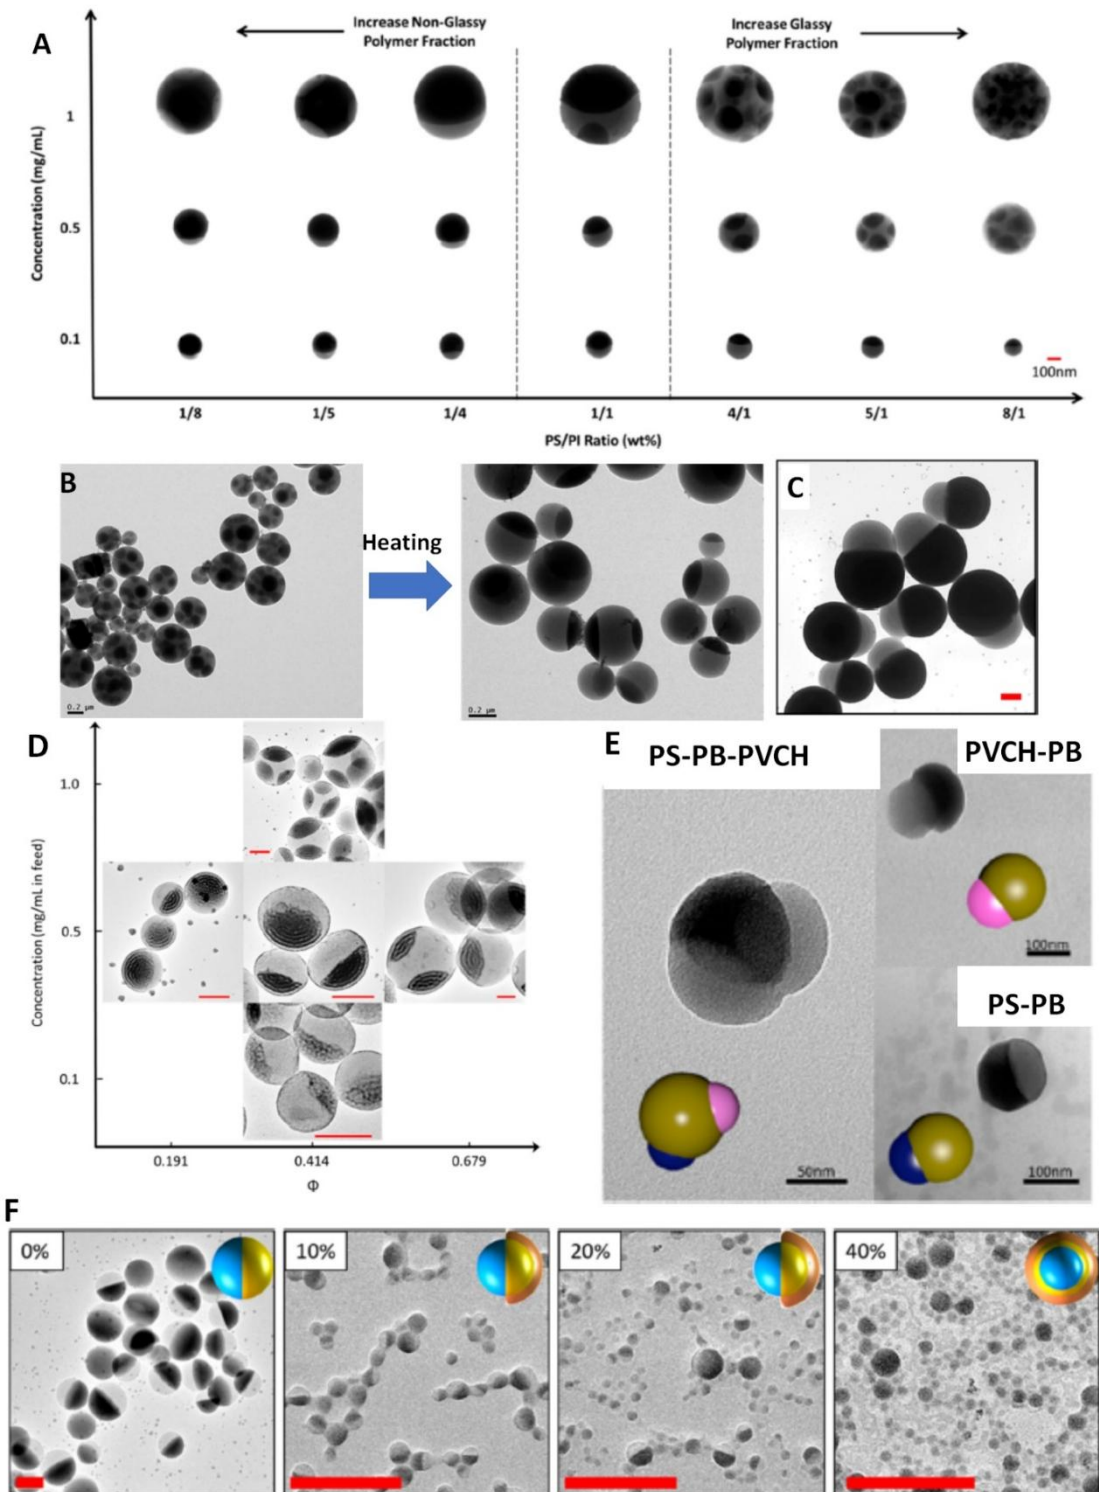 A
Increase Non-Glassy
Polymer Fraction
Increase Glassy
Polymer Fraction
Concentration (mg/mL)
1
0.5
0.1
100nm
1/8 1/5 1/4 1/1 4/1 5/1 8/1
PS/PI Ratio (wt%)
B
Heating
0.2 μm
0.2 μm
C
D
Concentration (mg/mL in feed)
1.0
0.5
0.1
0.191 0.414 0.679
Φ
E
PS-PB-PVCH
50nm
PVCH-PB
100nm
PS-PB
100nm
F
0%
10%
20%
40%